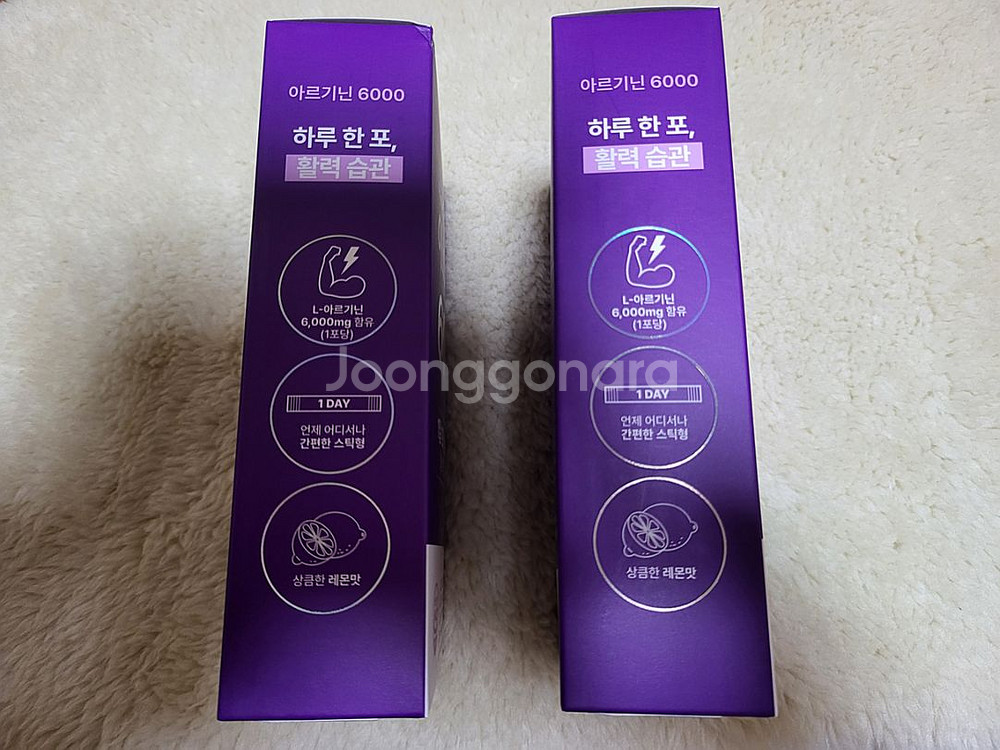 아르기닌 6000
하루 한 포,
활력 습관
L-아르기닌
6,000mg 함유
(1포당)
1 DAY
언제 어디서나
간편한 스틱형
상큼한 레몬맛
아르기닌 6000
하루 한 포,
활력 습관
L-아르기닌
6,000mg 함유
(1포당)
1 DAY
언제 어디서나
간편한 스틱형
상큼한 레몬맛
Joonggonara